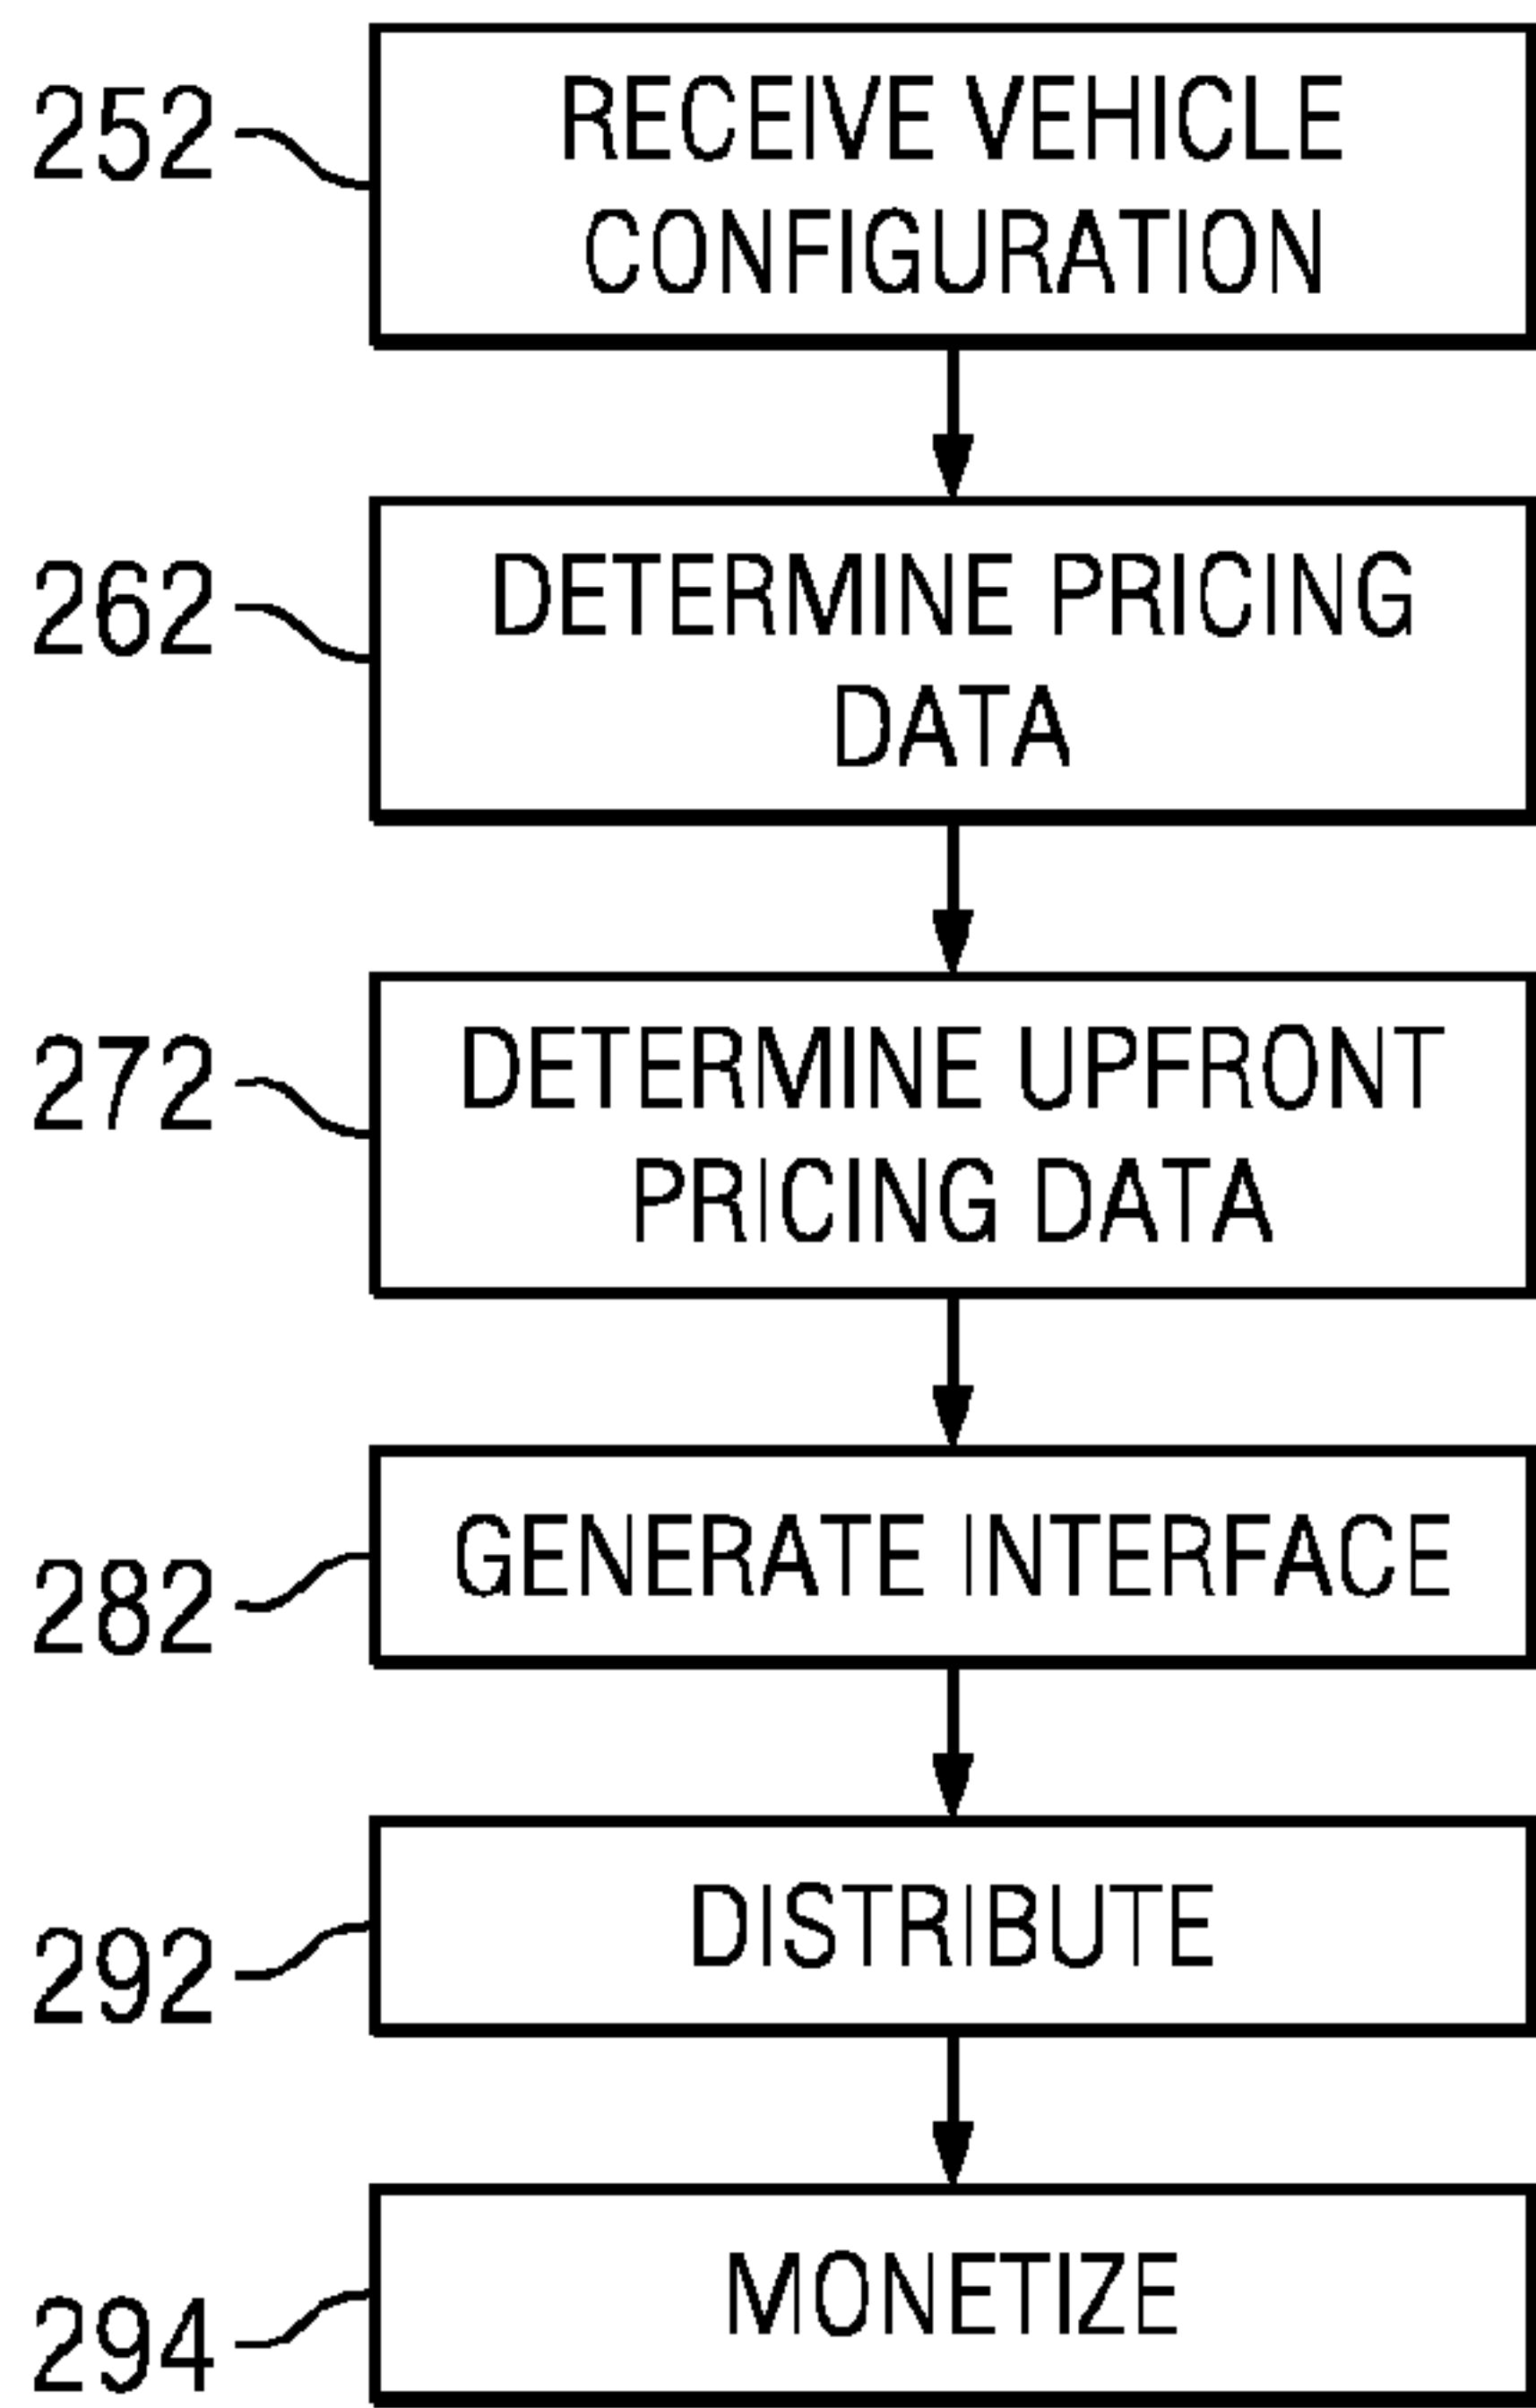 252
RECEIVE VEHICLE
CONFIGURATION
262
DETERMINE PRICING
DATA
272
DETERMINE UPFRONT
PRICING DATA
282
GENERATE INTERFACE
292
DISTRIBUTE
294
MONETIZE